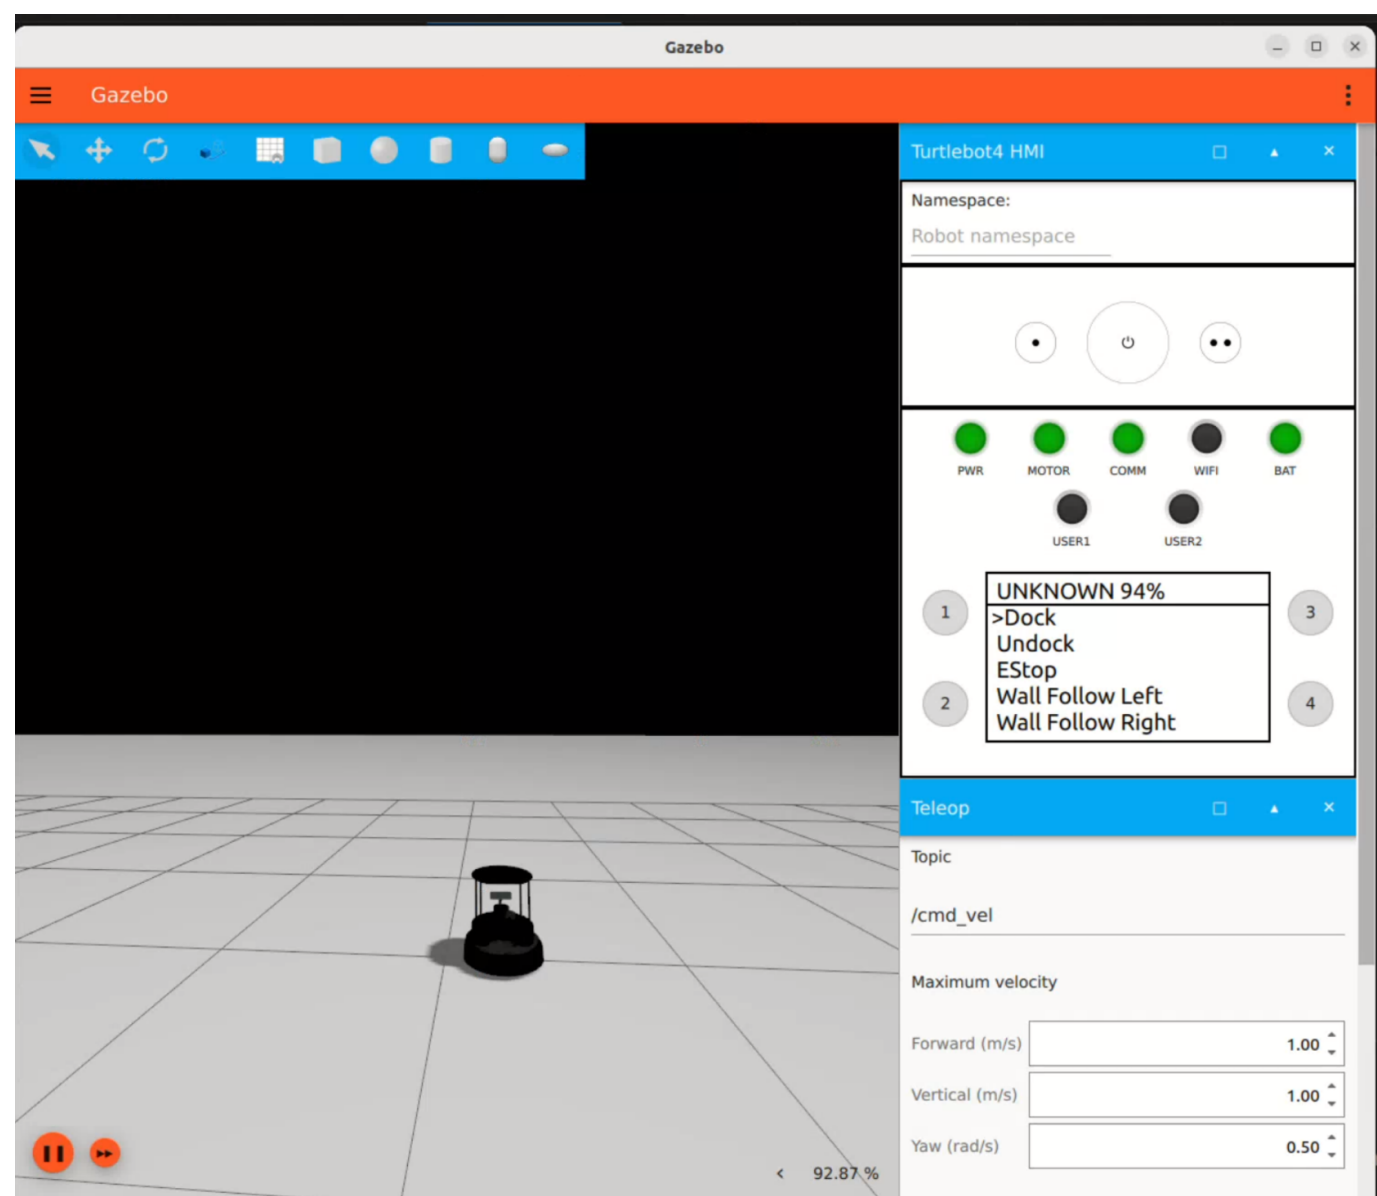 Gazebo
Gazebo
Turtlebot4 HMI
Namespace:
Robot namespace
PWR MOTOR COMM WIFI BAT
USER1 USER2
UNKNOWN 94%
1 >Dock 3
Undock
EStop
2 Wall Follow Left 4
Wall Follow Right
Teleop
Topic
/cmd_vel
Maximum velocity
Forward (m/s) 1.00
Vertical (m/s) 1.00
Yaw (rad/s) 0.50
< 92.87 %